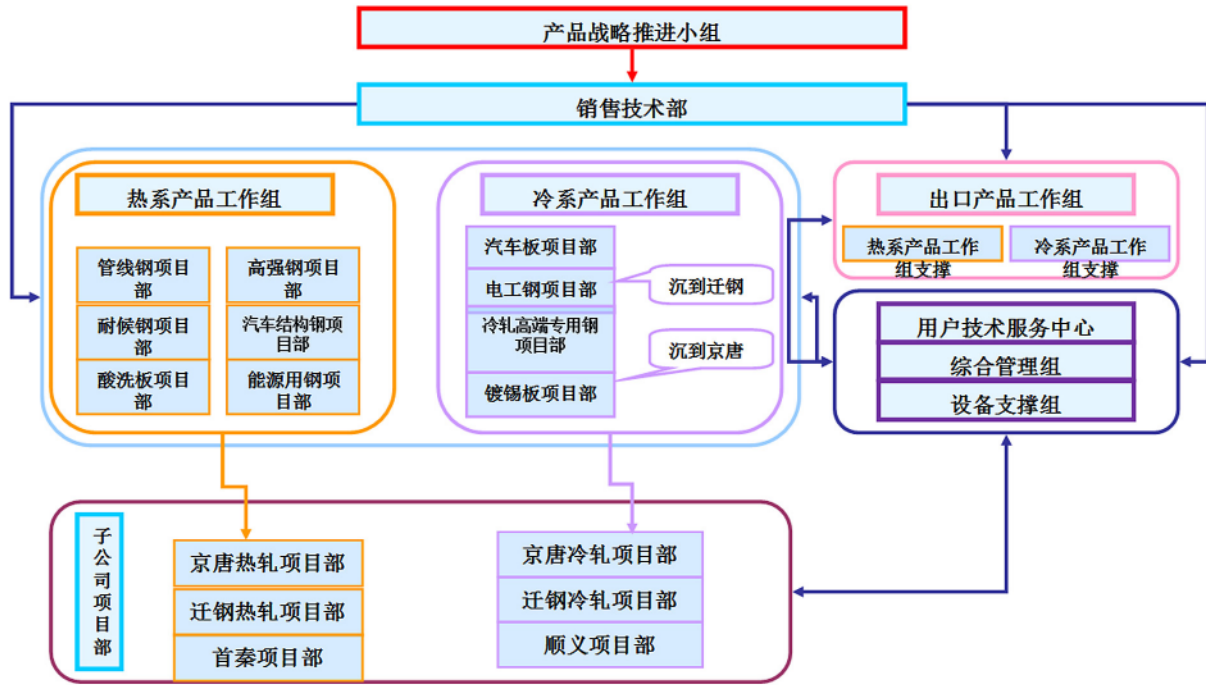 产品战略推进小组
销售技术部
热系产品工作组
管线钢项目
部
高强钢项目
部
耐候钢项目
部
汽车结构钢项
目部
酸洗板项目
部
能源用钢项
目部
冷系产品工作组
汽车板项目部
电工钢项目部
冷轧高端专用钢
项目部
镀锡板项目部
沉到迁钢
沉到京唐
出口产品工作组
热系产品工作
组支撑
冷系产品工作
组支撑
用户技术服务中心
综合管理组
设备支撑组
子
公
司
项
目
部
京唐热轧项目部
迁钢热轧项目部
首秦项目部
京唐冷轧项目部
迁钢冷轧项目部
顺义项目部